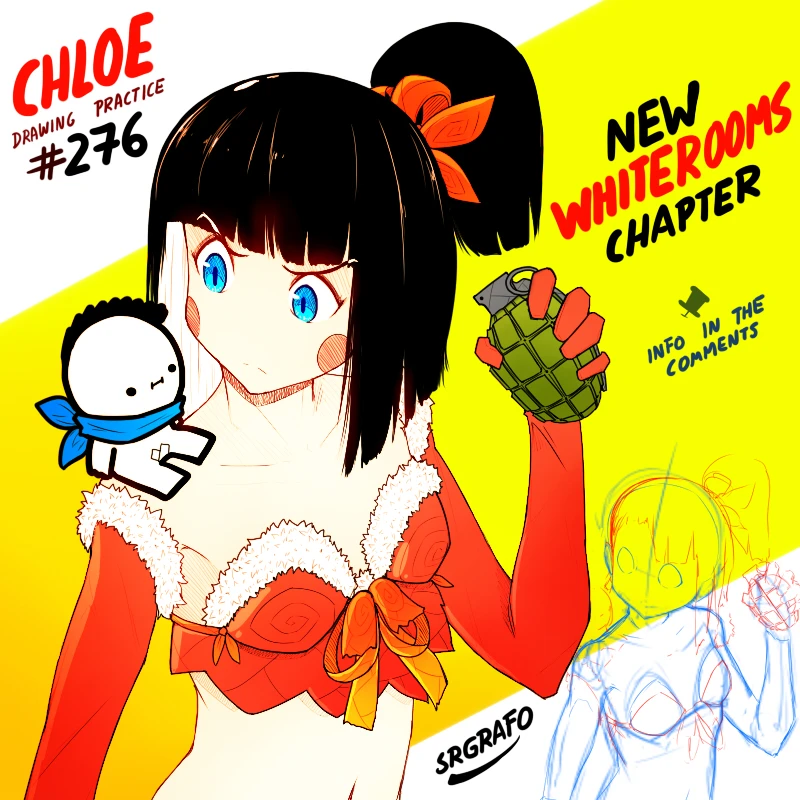 CHLOE
DRAWING PRACTICE
#276
NEW
WHITEROOMS
CHAPTER
INFO IN THE
COMMENTS
SRGRAFO